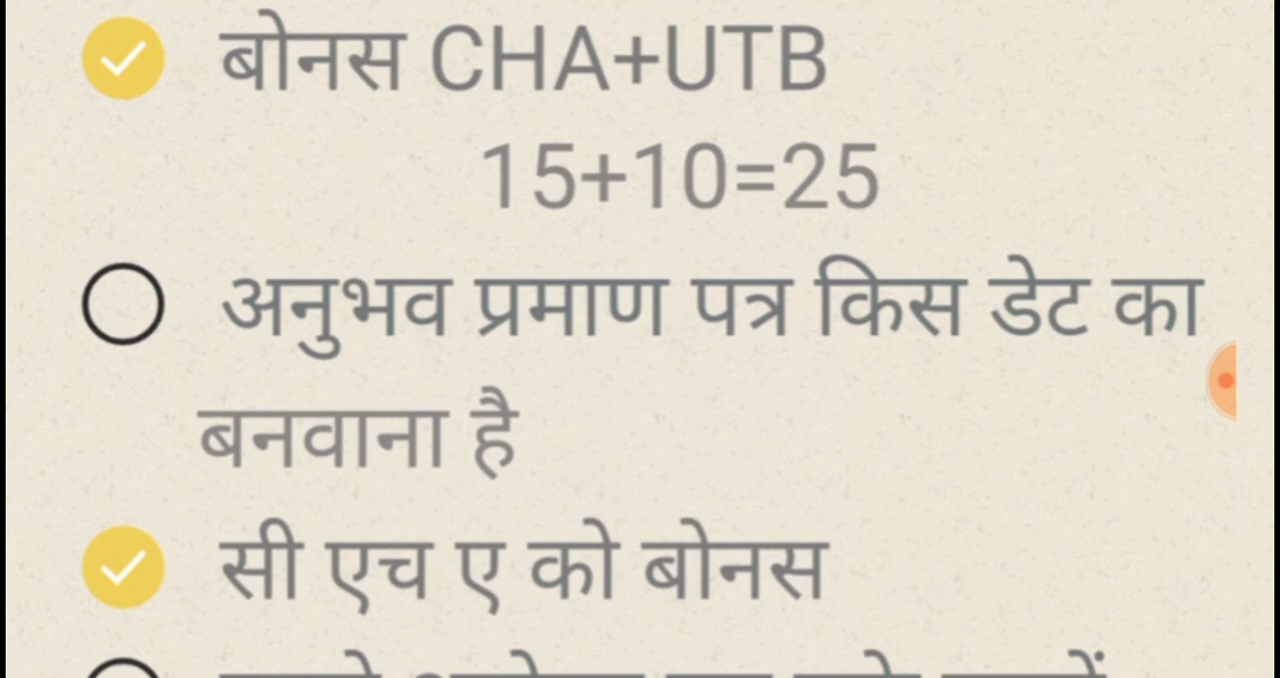 बोनस CHA+UTB
15+10=25
अनुभव प्रमाण पत्र किस डेट का
बनवाना है
सी एच ए को बोनस